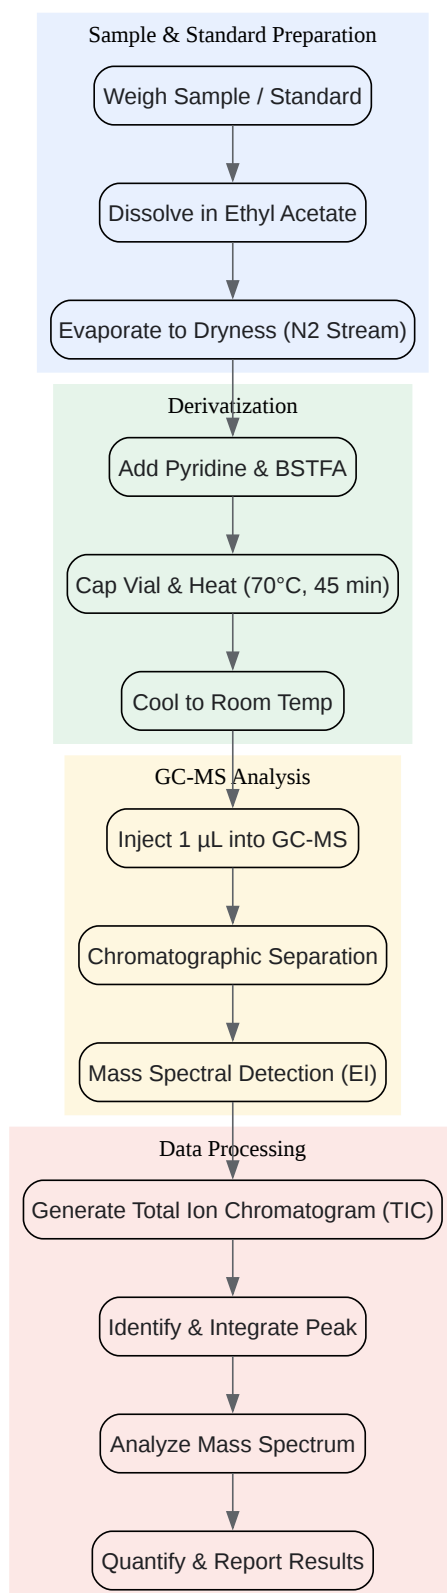 Sample & Standard Preparation
Weigh Sample / Standard
Dissolve in Ethyl Acetate
Evaporate to Dryness (N2 Stream)
Derivatization
Add Pyridine & BSTFA
Cap Vial & Heat (70°C, 45 min)
Cool to Room Temp
GC-MS Analysis
Inject 1 µL into GC-MS
Chromatographic Separation
Mass Spectral Detection (EI)
Data Processing
Generate Total Ion Chromatogram (TIC)
Identify & Integrate Peak
Analyze Mass Spectrum
Quantify & Report Results